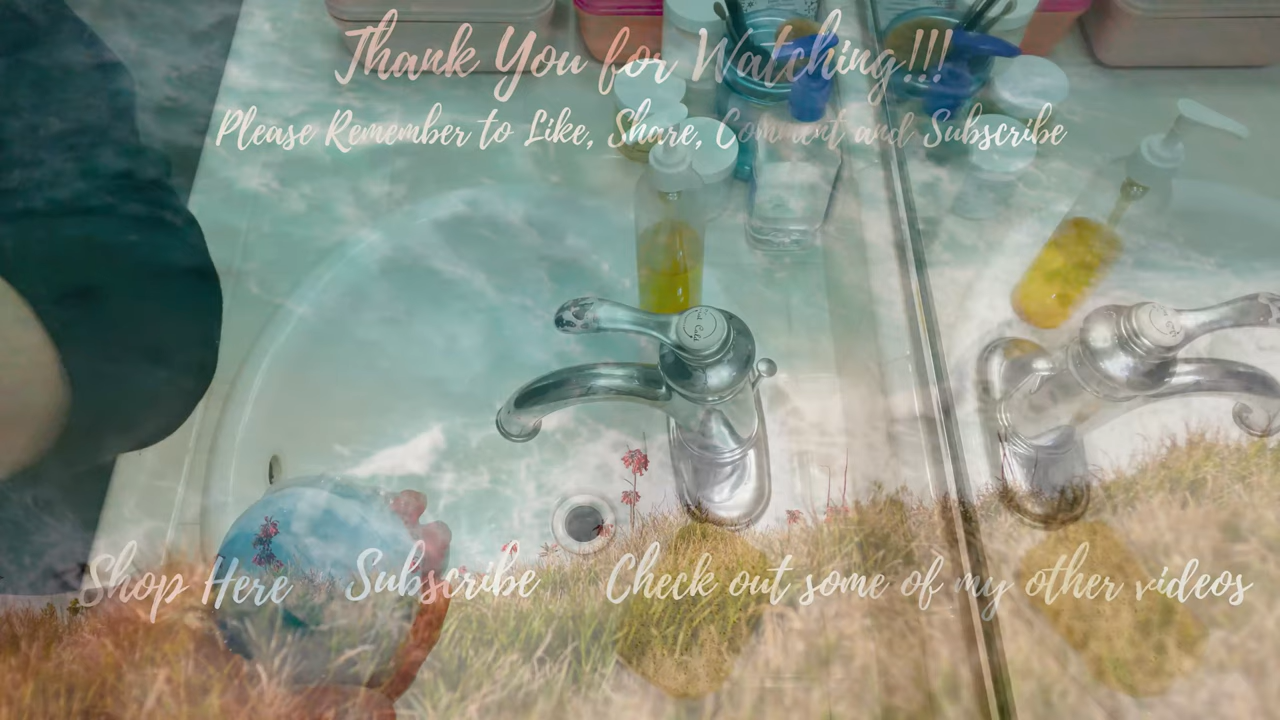 Thank You for Watching!!!
Please Remember to Like, Share, Comment and Subscribe
Shop Here
Subscribe
Check out some of my other videos